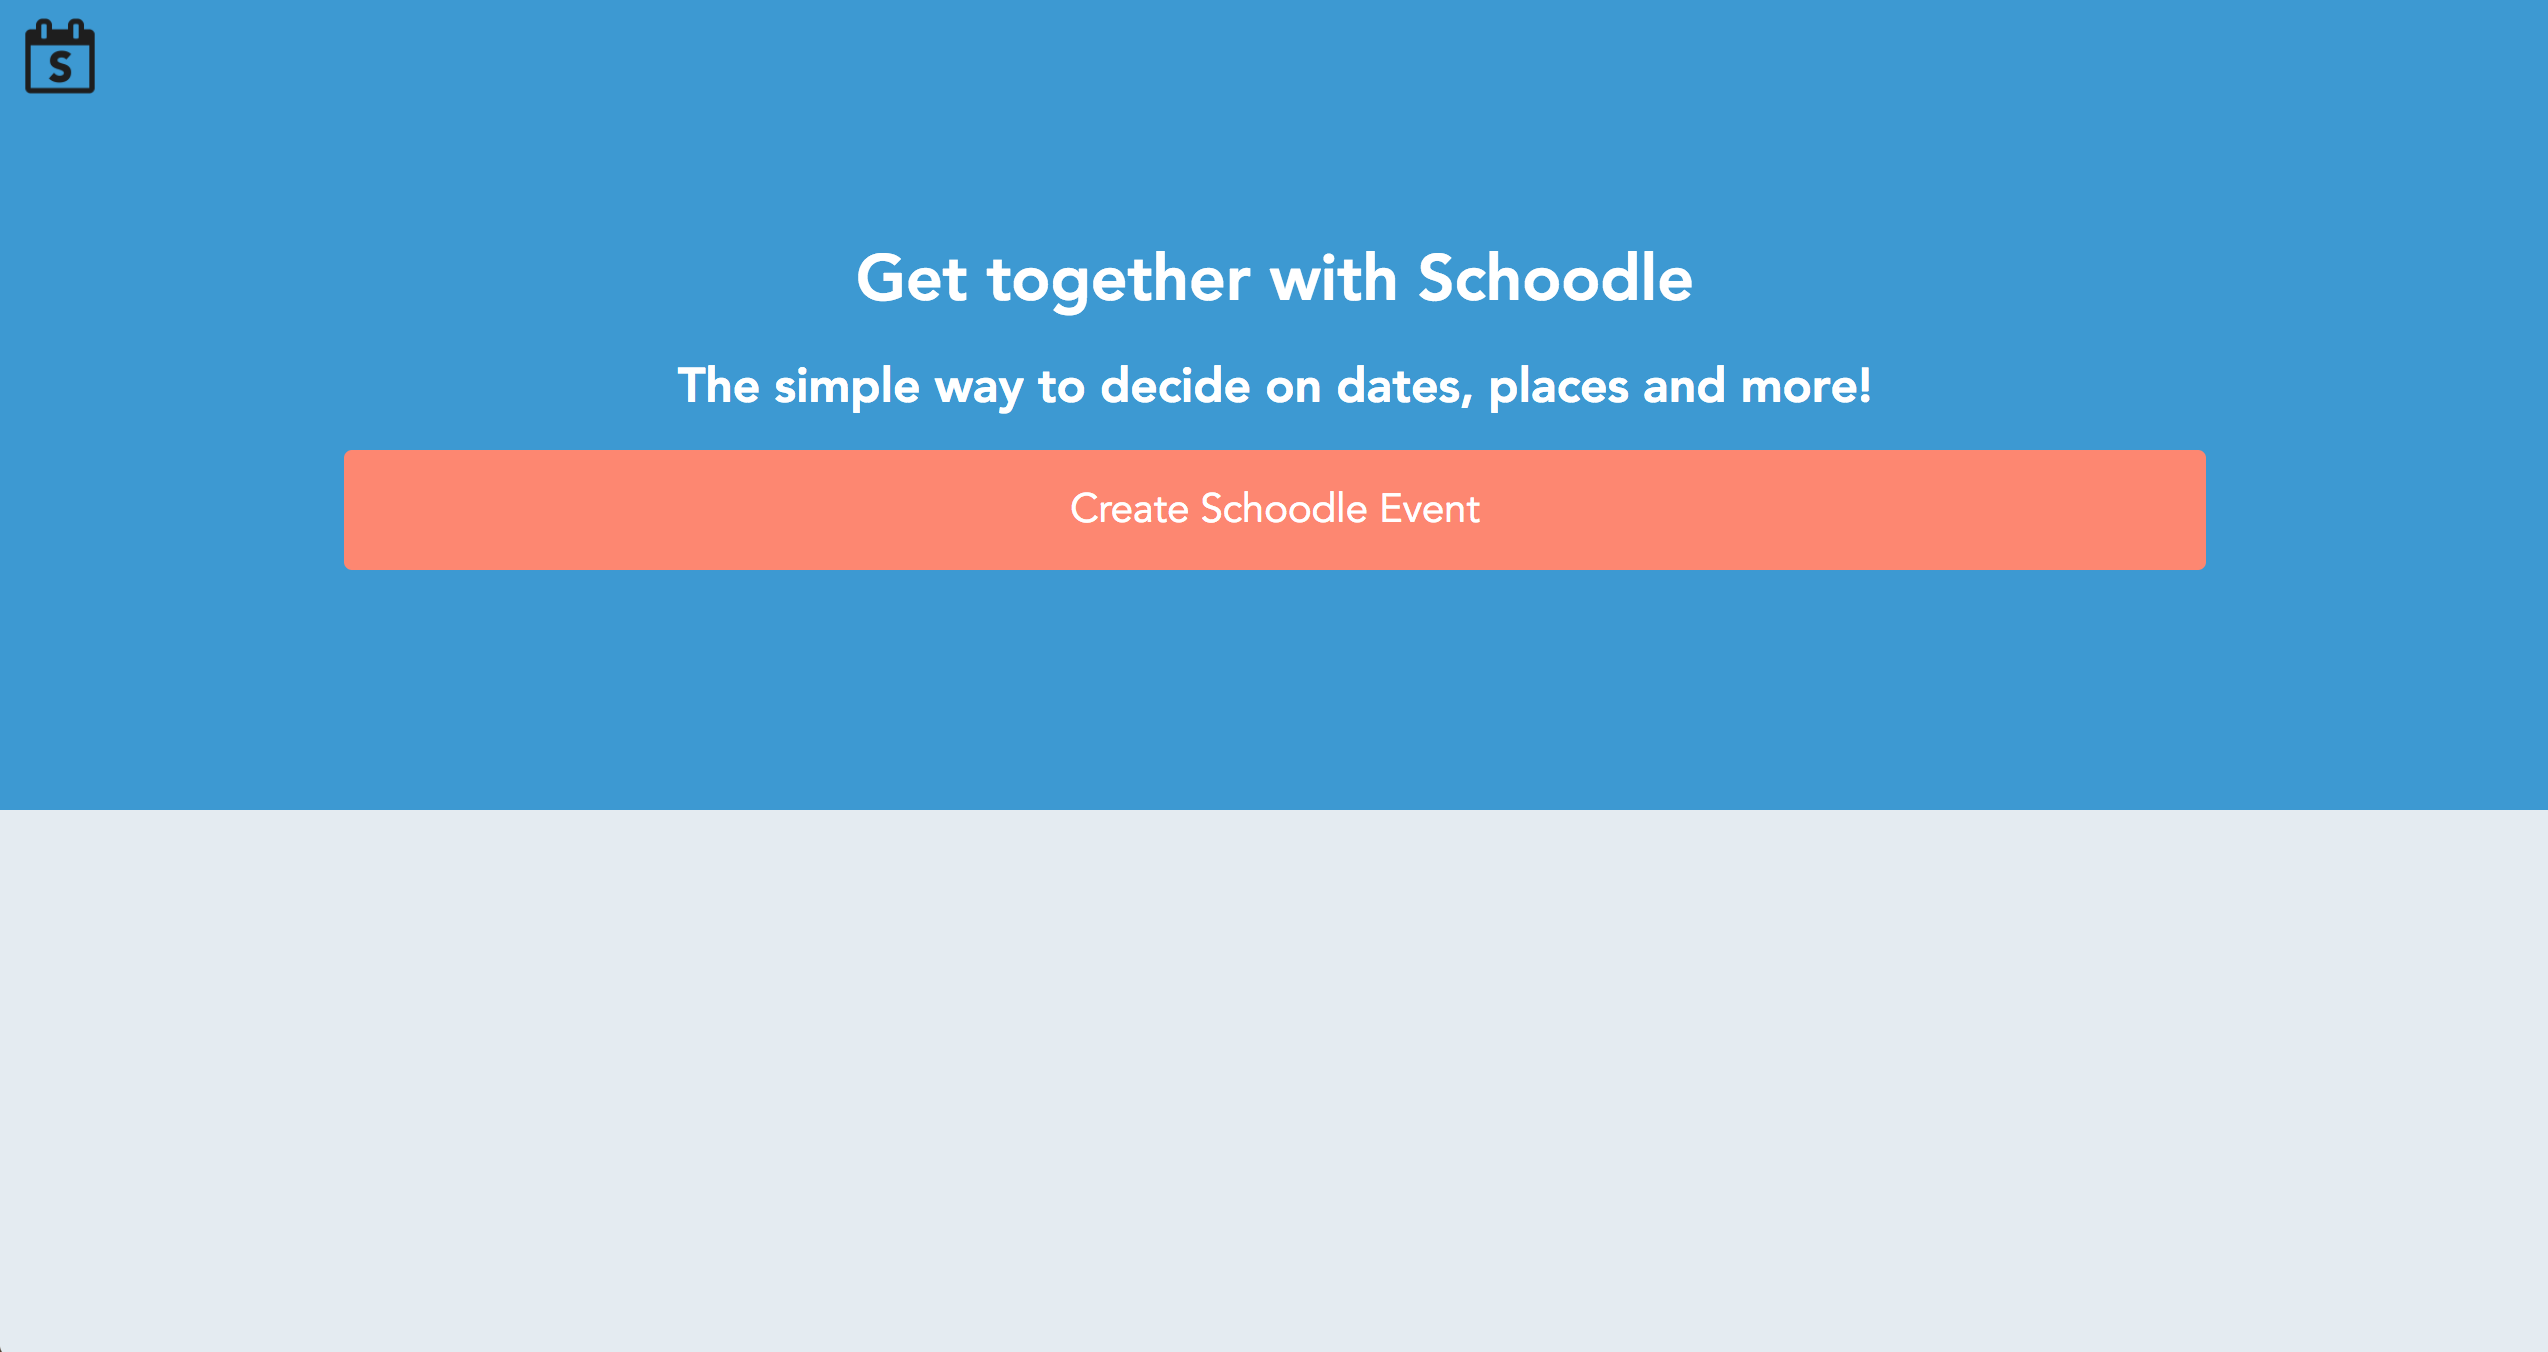 S
Get together with Schoodle
The simple way to decide on dates, places and more!
Create Schoodle Event